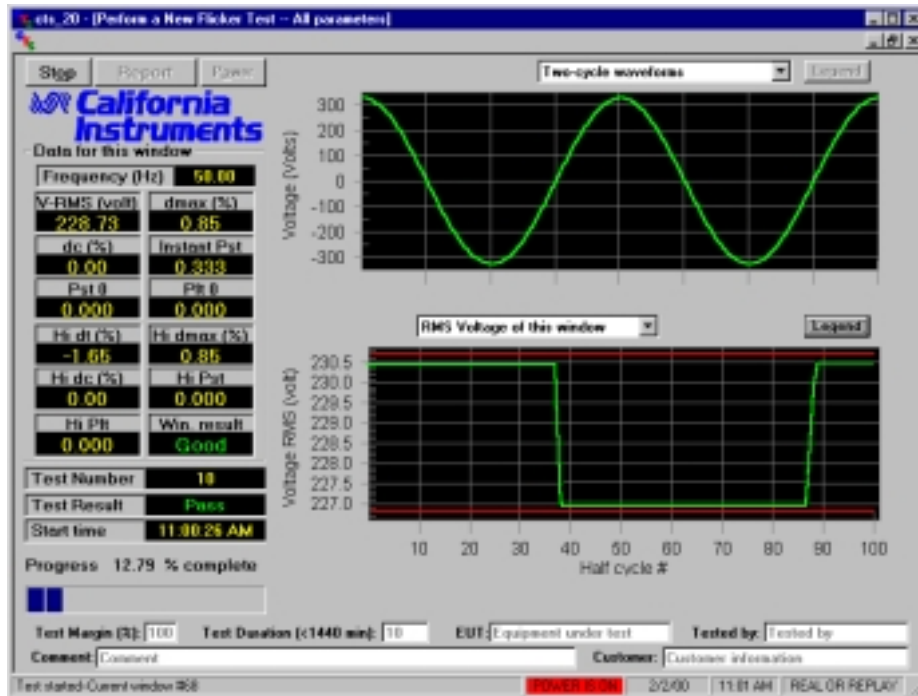 cts_20 - (Perform a New Flicker Test -- All parameters)
Stop Report Pause
California Instruments
Data for this window
Frequency (Hz) 50.00
V-RMS (volt) dmax (%)
228.73 0.85
dc (%) Instant Pst
0.00 0.333
Pst 0 Plt 0
0.000 0.000
Hi dt (%) Hi dmax (%)
-1.65 0.85
Hi dc (%) Hi Pst
0.00 0.000
Hi Plt Win. result
0.000 Good
Test Number 10
Test Result Pass
Start time 11:00:26 AM
Progress 12.79 % complete
Two-cycle waveforms Legend
Voltage (Volts)
300
200
100
0
-100
-200
-300
RMS Voltage of this window Legend
Voltage RMS (volt)
230.5
230.0
229.5
229.0
228.5
228.0
227.5
227.0
10 20 30 40 50 60 70 80 90 100
Half cycle #
Test Margin (%): 100 Test Duration (<1440 min): 10 EUT: Equipment under test Tested by: Tested by
Comment: Comment Customer: Customer information
Test started-Current window #68 POWER IS ON 2/2/00 11:01 AM REAL OR REPLAY